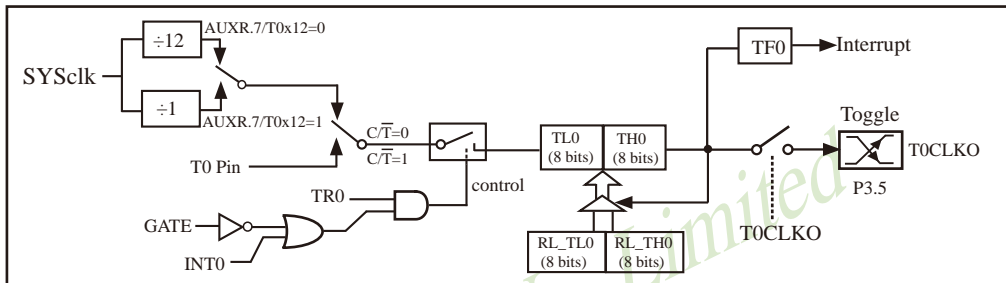 AUXR.7/T0x12=0
÷12
SYSclk
÷1
AUXR.7/T0x12=1
C/T̅=0
C/T̅=1
T0 Pin
TR0
control
GATE
INT0
TL0
(8 bits)
TH0
(8 bits)
RL_TL0
(8 bits)
RL_TH0
(8 bits)
TF0
Interrupt
Toggle
T0CLKO
P3.5
T0CLKO
Limited